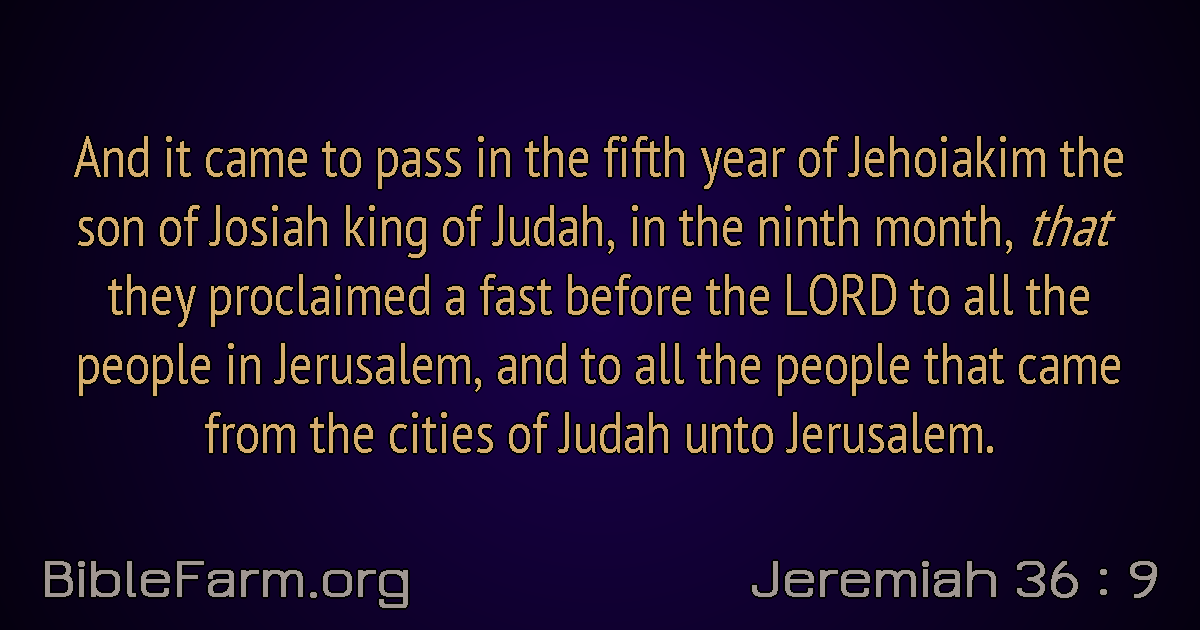 And it came to pass in the fifth year of Jehoiakim the
son of Josiah king of Judah, in the ninth month, that
they proclaimed a fast before the LORD to all the
people in Jerusalem, and to all the people that came
from the cities of Judah unto Jerusalem.
BibleFarm.org
Jeremiah 36 : 9